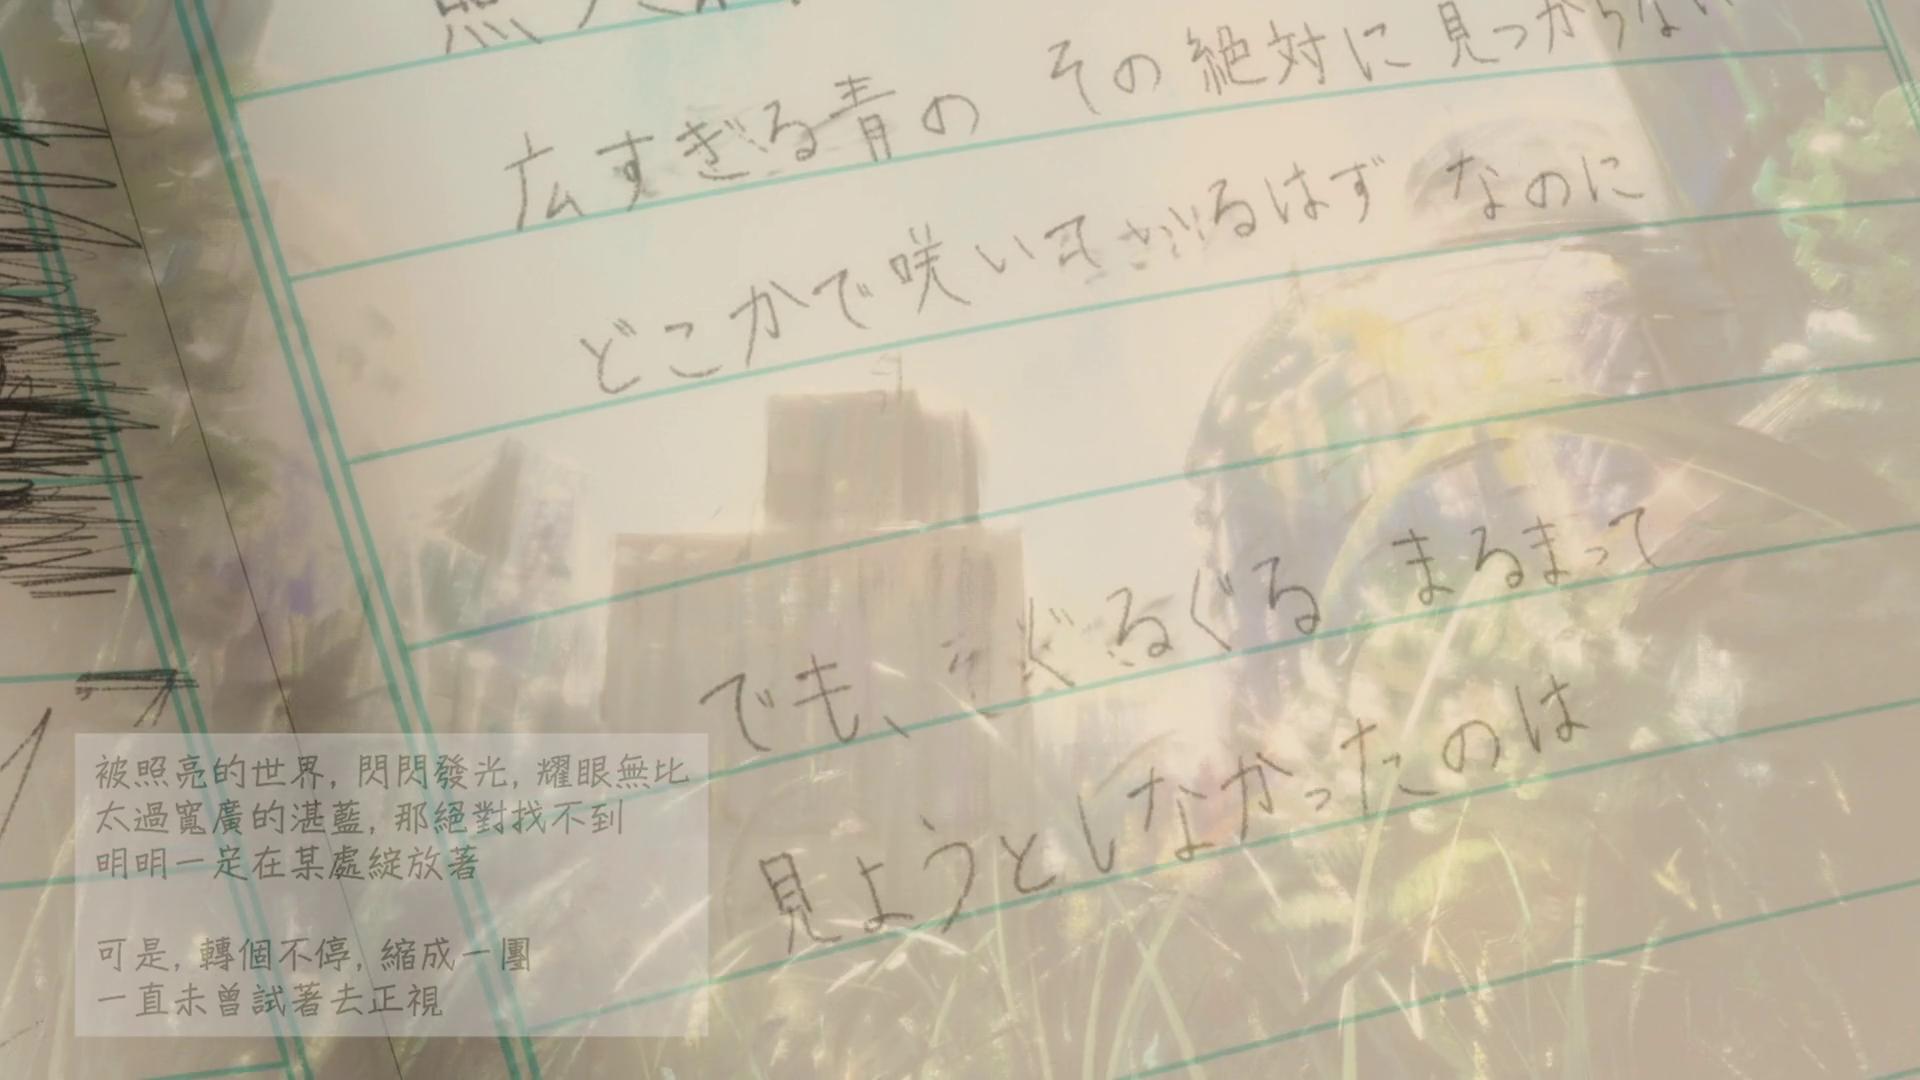 広すぎる青の その絶対に見つからない
どこかで咲いてるはず なのに
でも、ぐるぐる まるまって
見ようとしなかったのは
被照亮的世界, 閃閃發光, 耀眼無比
太過寬廣的湛藍, 那絕對找不到
明明一定在某處綻放著
可是, 轉個不停, 縮成一團
一直未曾試著去正視